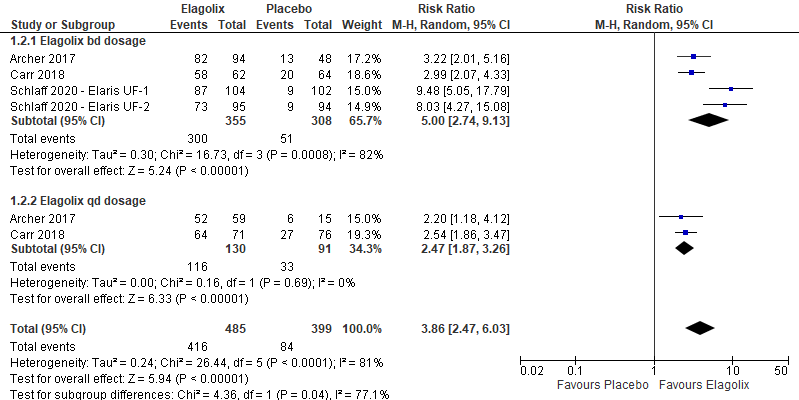 Elagolix Placebo Risk Ratio Risk Ratio
Study or Subgroup Events Total Events Total Weight M-H, Random, 95% CI M-H, Random, 95% CI
1.2.1 Elagolix bd dosage
Archer 2017 82 94 13 48 17.2% 3.22 [2.01, 5.16]
Carr 2018 58 62 20 64 18.6% 2.99 [2.07, 4.33]
Schlaff 2020 - Elaris UF-1 87 104 9 102 15.0% 9.48 [5.05, 17.79]
Schlaff 2020 - Elaris UF-2 73 95 9 94 14.9% 8.03 [4.27, 15.08]
Subtotal (95% CI) 355 308 65.7% 5.00 [2.74, 9.13]
Total events 300 51
Heterogeneity: Tau² = 0.30; Chi² = 16.73, df = 3 (P = 0.0008); I² = 82%
Test for overall effect: Z = 5.24 (P < 0.00001)
1.2.2 Elagolix qd dosage
Archer 2017 52 59 6 15 15.0% 2.20 [1.18, 4.12]
Carr 2018 64 71 27 76 19.3% 2.54 [1.86, 3.47]
Subtotal (95% CI) 130 91 34.3% 2.47 [1.87, 3.26]
Total events 116 33
Heterogeneity: Tau² = 0.00; Chi² = 0.16, df = 1 (P = 0.69); I² = 0%
Test for overall effect: Z = 6.33 (P < 0.00001)
Total (95% CI) 485 399 100.0% 3.86 [2.47, 6.03]
Total events 416 84
Heterogeneity: Tau² = 0.24; Chi² = 26.44, df = 5 (P < 0.0001); I² = 81%
Test for overall effect: Z = 5.94 (P < 0.00001)
Test for subgroup differences: Chi² = 4.36, df = 1 (P = 0.04), I² = 77.1%
0.02 0.1 1 10 50
Favours Placebo Favours Elagolix